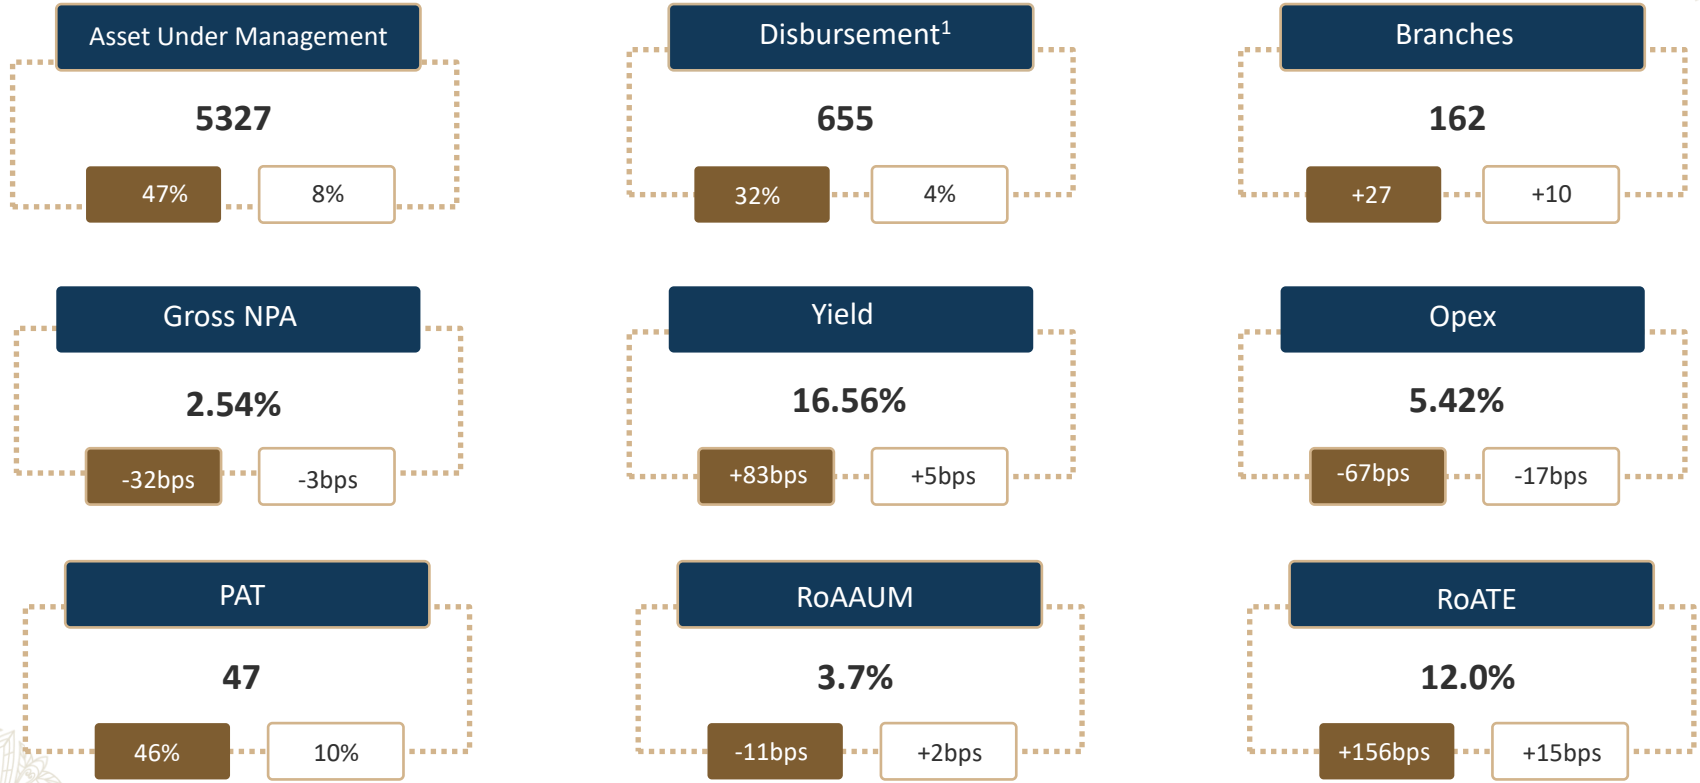 Asset Under Management
5327
47%
8%
Disbursement¹
655
32%
4%
Branches
162
+27
+10
Gross NPA
2.54%
-32bps
-3bps
Yield
16.56%
+83bps
+5bps
Opex
5.42%
-67bps
-17bps
PAT
47
46%
10%
RoAAUM
3.7%
-11bps
+2bps
RoATE
12.0%
+156bps
+15bps